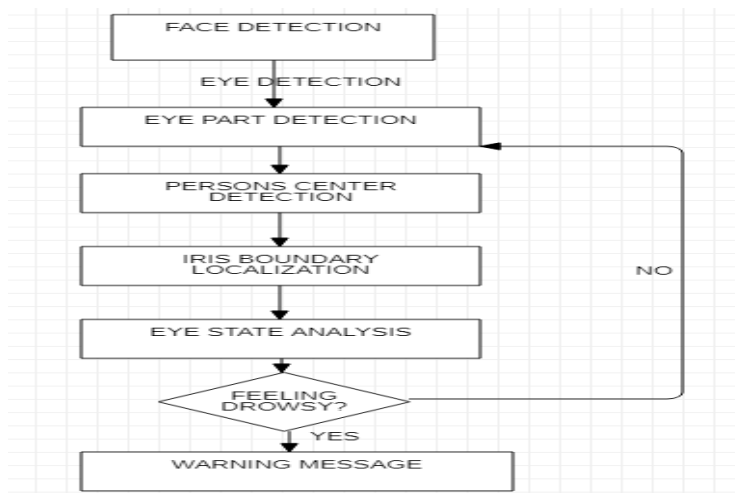 FACE DETECTION
EYE DETECTION
EYE PART DETECTION
PERSONS CENTER
DETECTION
IRIS BOUNDARY
LOCALIZATION
NO
EYE STATE ANALYSIS
FEELING
DROWSY?
YES
WARNING MESSAGE